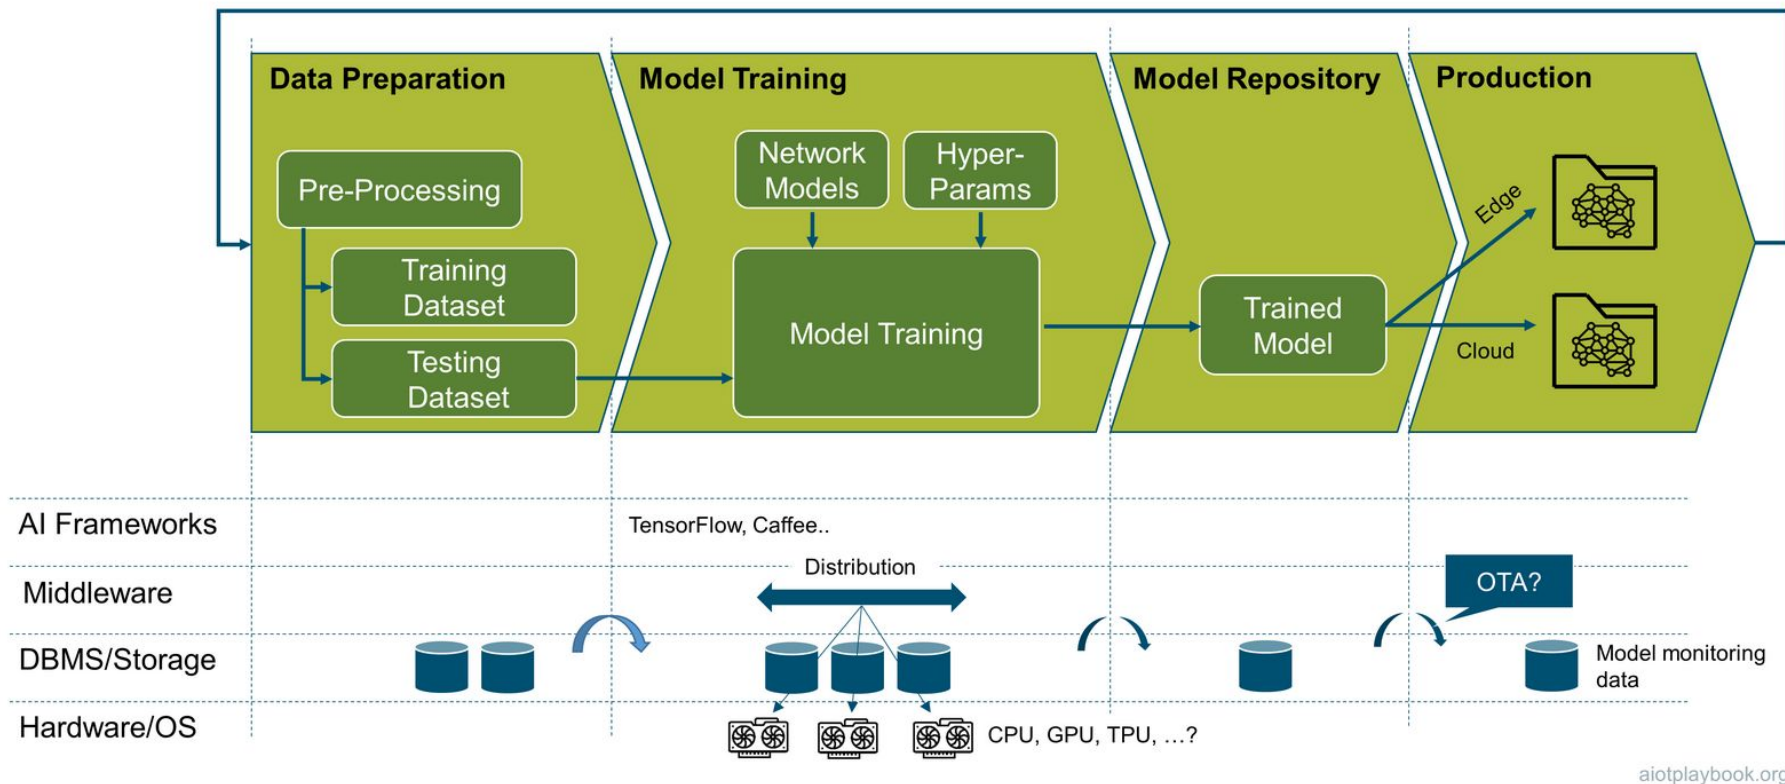 Data Preparation
Model Training
Model Repository
Production
Pre-Processing
Training
Dataset
Testing
Dataset
Network
Models
Hyper-
Params
Model Training
Trained
Model
Edge
Cloud
AI Frameworks
TensorFlow, Caffee..
Middleware
Distribution
OTA?
DBMS/Storage
Model monitoring
data
Hardware/OS
CPU, GPU, TPU, ...?
aiotplaybook.org